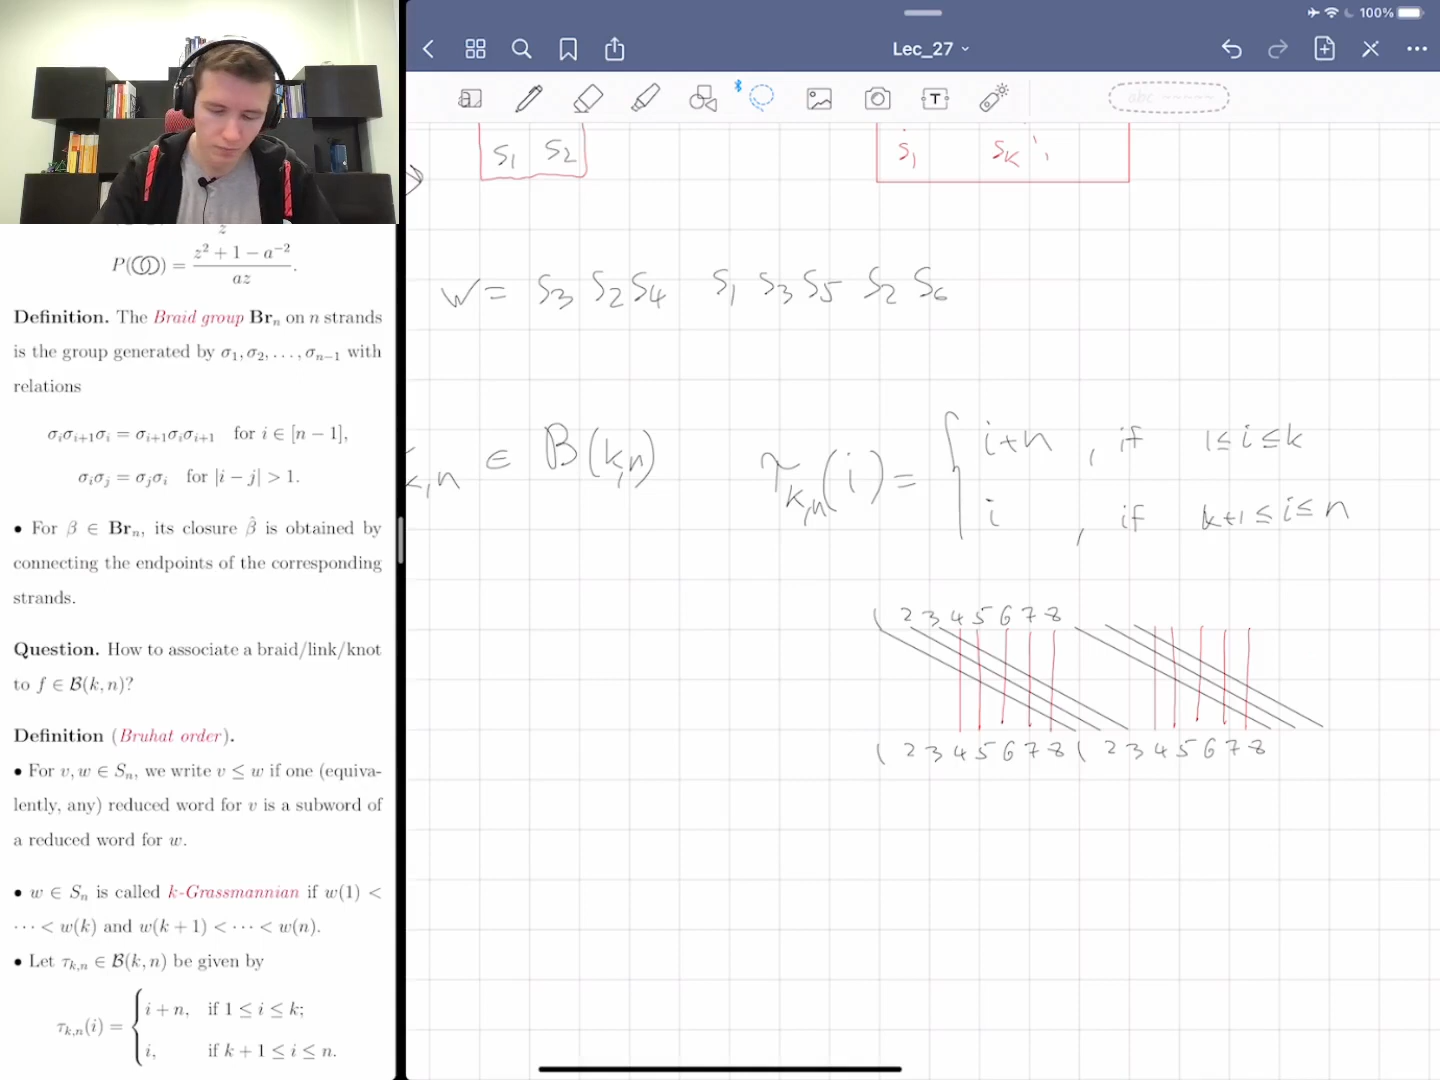 100%
Lec_27
T
abc
S1 S2
S1 SK
W = S3 S2 S4 S1 S3 S5 S2 S6
k,n ∈ B(k,n) τk,n(i) = { i+n , if 1≤i≤k
i , if k+1≤i≤n
1 2 3 4 5 6 7 8
1 2 3 4 5 6 7 8 1 2 3 4 5 6 7 8
z
P( ) = (z² + 1 − a⁻²) / az.
Definition. The Braid group Brₙ on n strands
is the group generated by σ₁, σ₂, . . . , σₙ₋₁ with
relations
σᵢσᵢ₊₁σᵢ = σᵢ₊₁σᵢσᵢ₊₁ for i ∈ [n − 1],
σᵢσⱼ = σⱼσᵢ for |i − j| > 1.
• For β ∈ Brₙ, its closure β̂ is obtained by
connecting the endpoints of the corresponding
strands.
Question. How to associate a braid/link/knot
to f ∈ B(k, n)?
Definition (Bruhat order).
• For v, w ∈ Sₙ, we write v ≤ w if one (equiva-
lently, any) reduced word for v is a subword of
a reduced word for w.
• w ∈ Sₙ is called k-Grassmannian if w(1) <
· · · < w(k) and w(k + 1) < · · · < w(n).
• Let τk,n ∈ B(k, n) be given by
τk,n(i) = { i + n, if 1 ≤ i ≤ k;
i, if k + 1 ≤ i ≤ n.